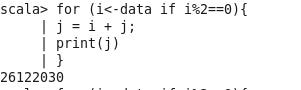 scala> for (i<-data if i%2==0){
| j = i + j;
| print(j)
| }
26122030